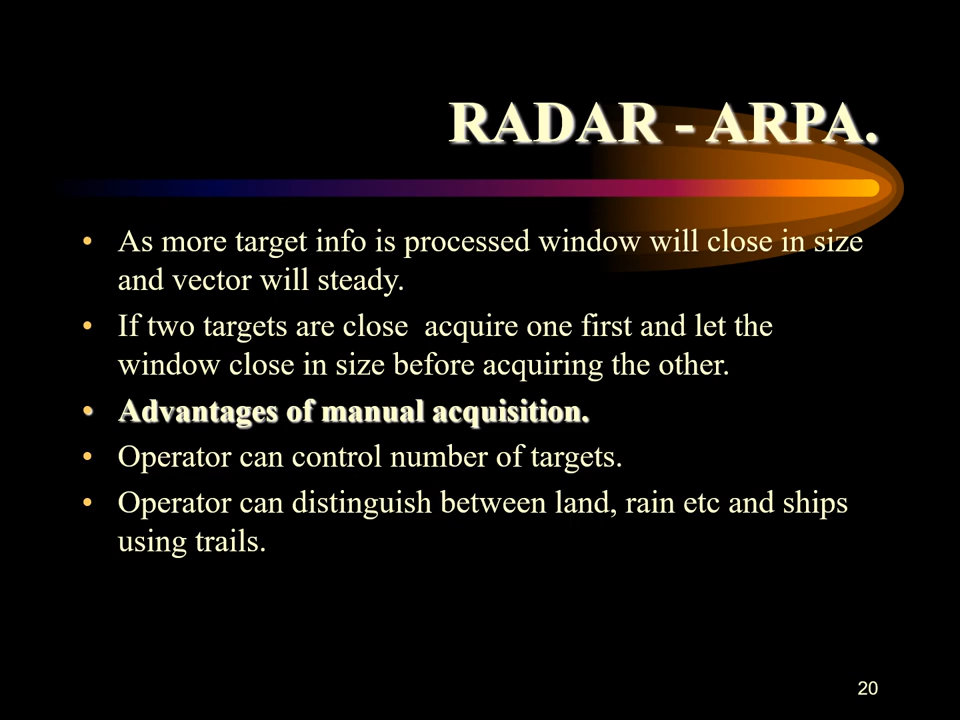 RADAR - ARPA.
• As more target info is processed window will close in size
and vector will steady.
• If two targets are close  acquire one first and let the
window close in size before acquiring the other.
• Advantages of manual acquisition.
• Operator can control number of targets.
• Operator can distinguish between land, rain etc and ships
using trails.
20